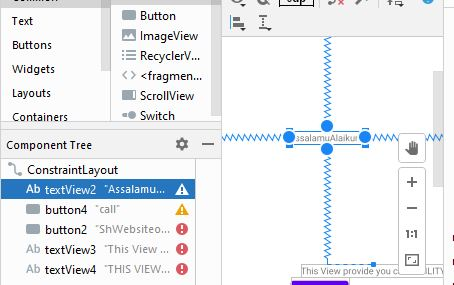 Common
Text
Buttons
Widgets
Layouts
Containers
Button
ImageView
RecyclerV...
<fragmen...
ScrollView
Switch
Component Tree
ConstraintLayout
Ab textView2 "Assalamu...
button4 "call"
button2 "ShWebsiteo...
Ab textView3 "This View ...
Ab textView4 "THIS VIEW...
AssalamuAlaikum
1:1
This View provide you c